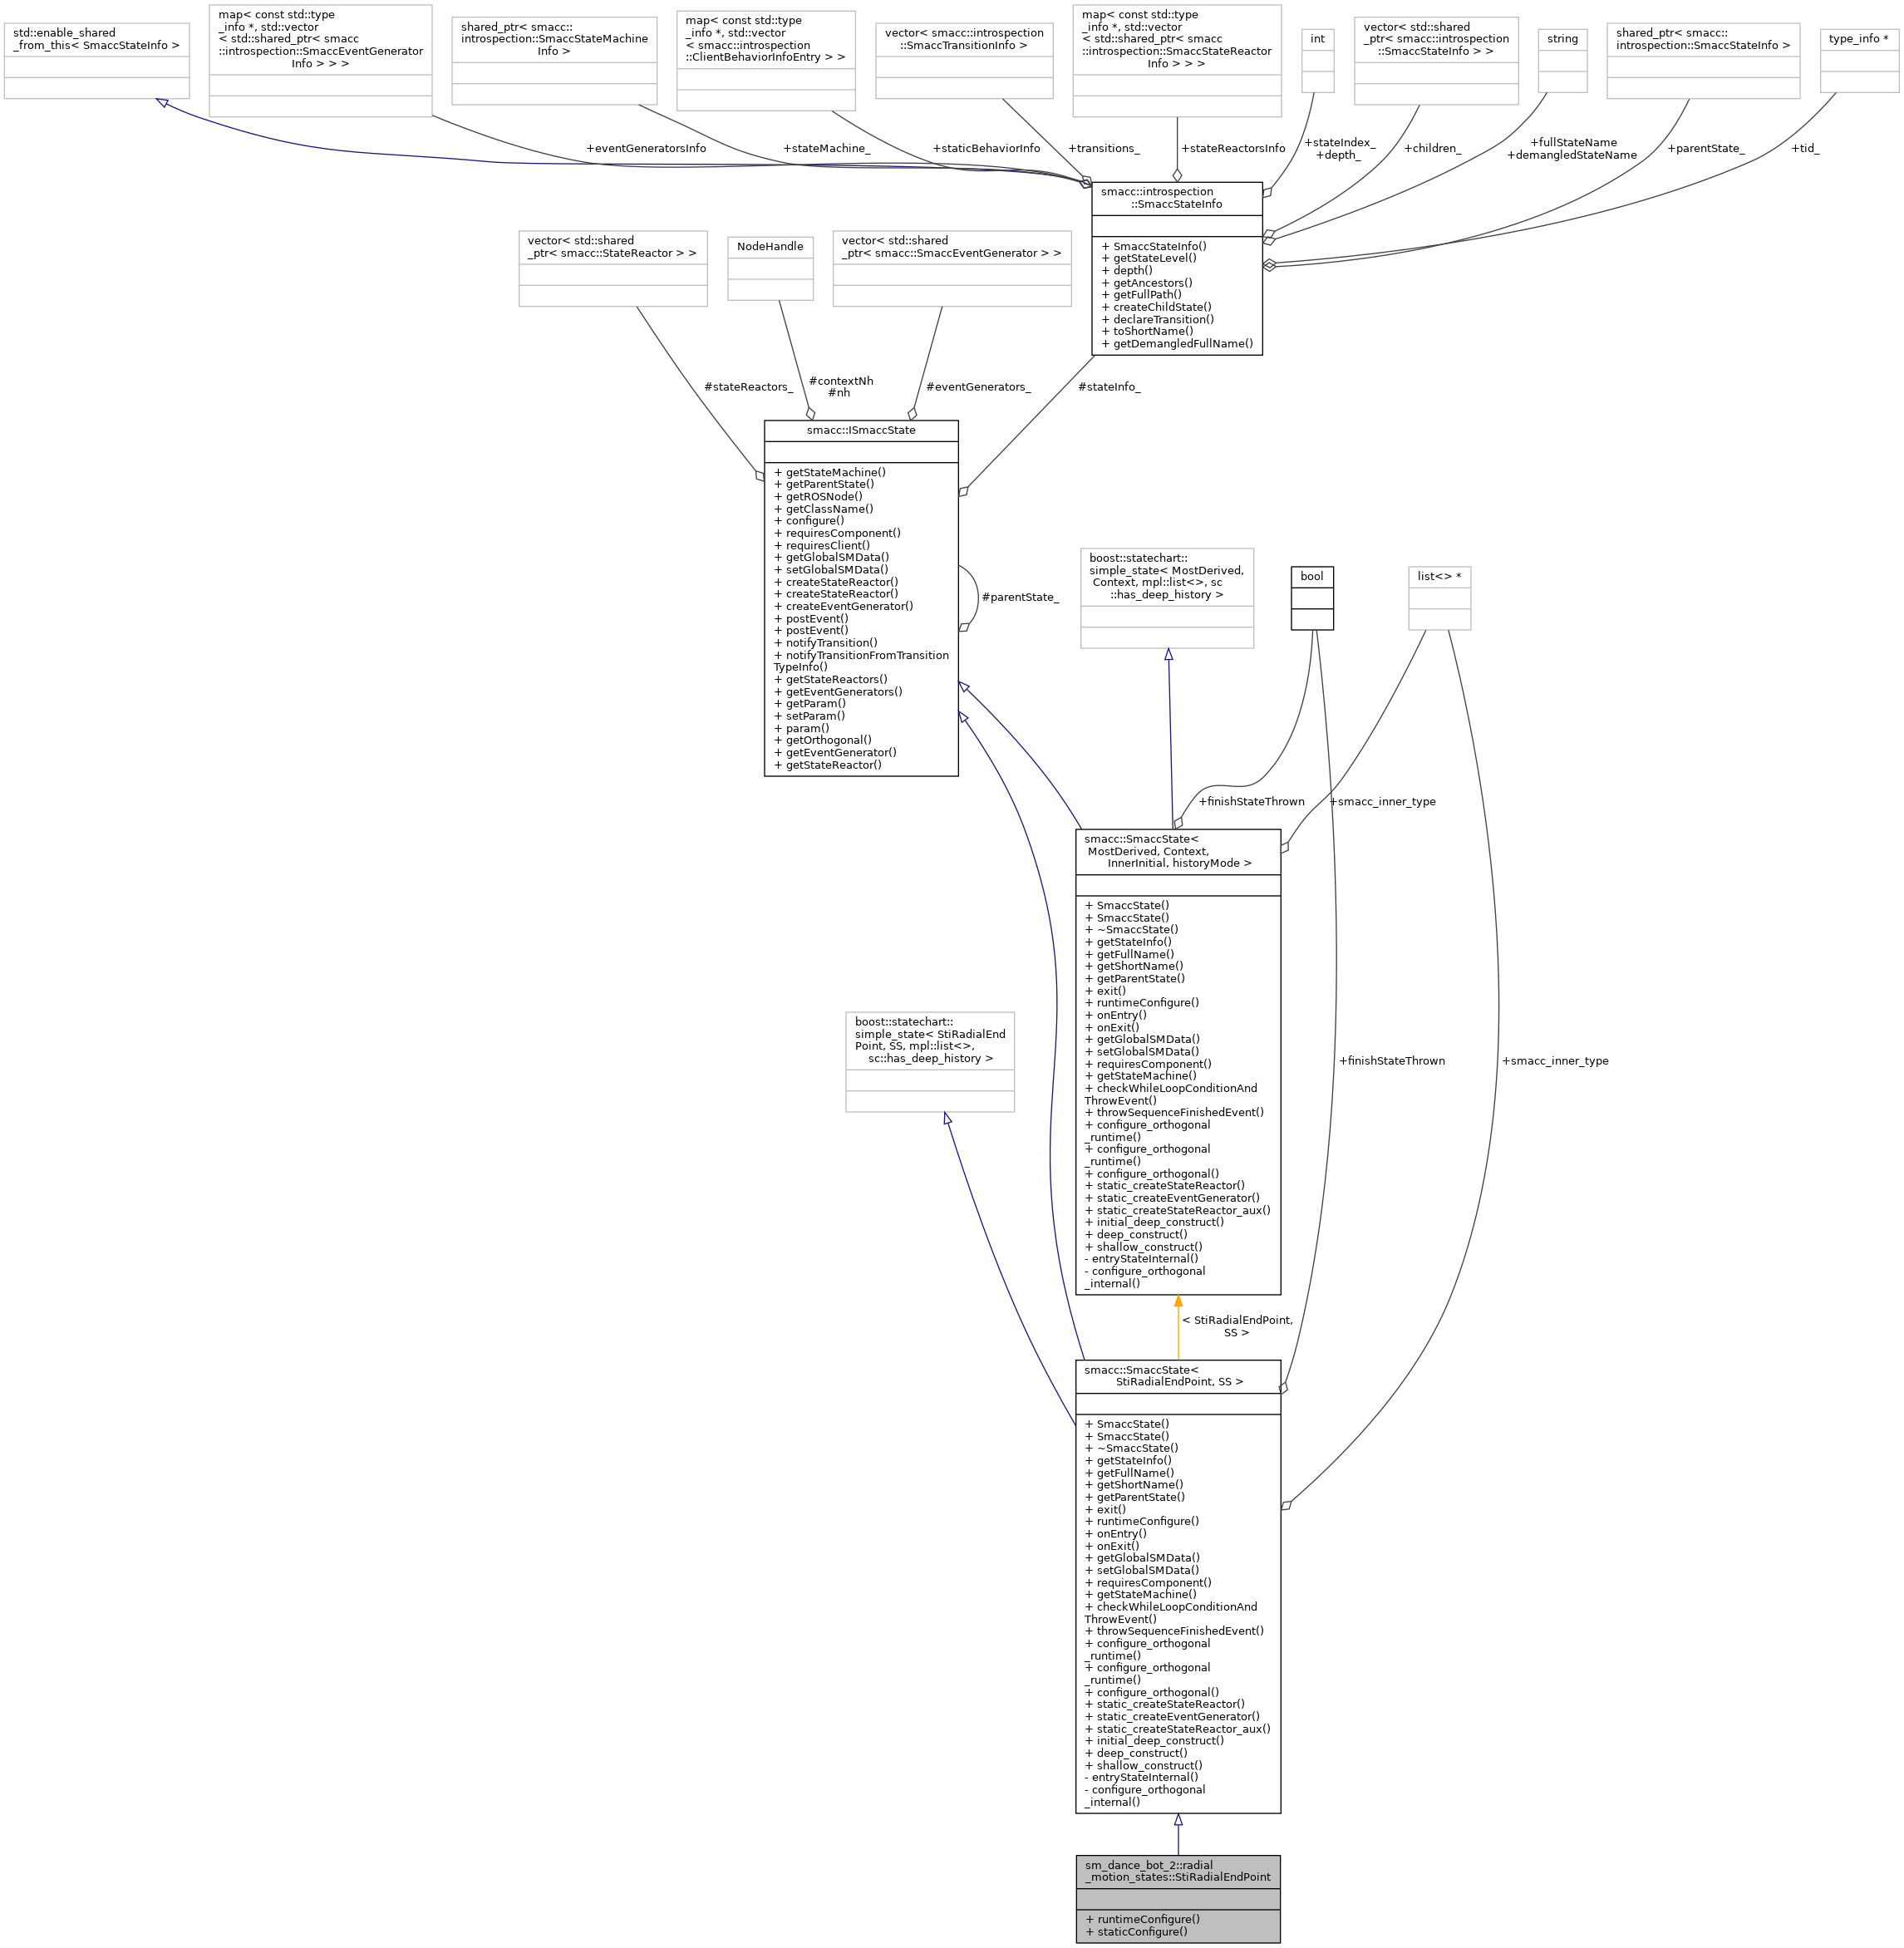 std::enable_shared
_from_this< SmaccStateInfo >
map< const std::type
_info *, std::vector
< std::shared_ptr< smacc
::introspection::SmaccEventGenerator
Info > > >
shared_ptr< smacc::
introspection::SmaccStateMachine
Info >
map< const std::type
_info *, std::vector
< smacc::introspection
::ClientBehaviorInfoEntry > >
vector< smacc::introspection
::SmaccTransitionInfo >
map< const std::type
_info *, std::vector
< std::shared_ptr< smacc
::introspection::SmaccStateReactor
Info > > >
int
vector< std::shared
_ptr< smacc::introspection
::SmaccStateInfo > >
string
shared_ptr< smacc::
introspection::SmaccStateInfo >
type_info *
+eventGeneratorsInfo
+stateMachine_
+staticBehaviorInfo
+transitions_
+stateReactorsInfo
+stateIndex_
+depth_
+children_
+fullStateName
+demangledStateName
+parentState_
+tid_
smacc::introspection
::SmaccStateInfo
+ SmaccStateInfo()
+ getStateLevel()
+ depth()
+ getAncestors()
+ getFullPath()
+ createChildState()
+ declareTransition()
+ toShortName()
+ getDemangledFullName()
vector< std::shared
_ptr< smacc::StateReactor > >
NodeHandle
vector< std::shared
_ptr< smacc::SmaccEventGenerator > >
#stateReactors_
#contextNh
#nh
#eventGenerators_
#stateInfo_
smacc::ISmaccState
+ getStateMachine()
+ getParentState()
+ getROSNode()
+ getClassName()
+ configure()
+ requiresComponent()
+ requiresClient()
+ getGlobalSMData()
+ setGlobalSMData()
+ createStateReactor()
+ createStateReactor()
+ createEventGenerator()
+ postEvent()
+ postEvent()
+ notifyTransition()
+ notifyTransitionFromTransition
TypeInfo()
+ getStateReactors()
+ getEventGenerators()
+ getParam()
+ setParam()
+ param()
+ getOrthogonal()
+ getEventGenerator()
+ getStateReactor()
#parentState_
boost::statechart::
simple_state< MostDerived,
Context, mpl::list<>, sc
::has_deep_history >
bool
list<> *
+finishStateThrown
+smacc_inner_type
smacc::SmaccState<
MostDerived, Context,
InnerInitial, historyMode >
+ SmaccState()
+ SmaccState()
+ ~SmaccState()
+ getStateInfo()
+ getFullName()
+ getShortName()
+ getParentState()
+ exit()
+ runtimeConfigure()
+ onEntry()
+ onExit()
+ getGlobalSMData()
+ setGlobalSMData()
+ requiresComponent()
+ getStateMachine()
+ checkWhileLoopConditionAnd
ThrowEvent()
+ throwSequenceFinishedEvent()
+ configure_orthogonal
_runtime()
+ configure_orthogonal
_runtime()
+ configure_orthogonal()
+ static_createStateReactor()
+ static_createEventGenerator()
+ static_createStateReactor_aux()
+ initial_deep_construct()
+ deep_construct()
+ shallow_construct()
- entryStateInternal()
- configure_orthogonal
_internal()
boost::statechart::
simple_state< StiRadialEnd
Point, SS, mpl::list<>,
sc::has_deep_history >
+finishStateThrown
+smacc_inner_type
< StiRadialEndPoint,
SS >
smacc::SmaccState<
StiRadialEndPoint, SS >
+ SmaccState()
+ SmaccState()
+ ~SmaccState()
+ getStateInfo()
+ getFullName()
+ getShortName()
+ getParentState()
+ exit()
+ runtimeConfigure()
+ onEntry()
+ onExit()
+ getGlobalSMData()
+ setGlobalSMData()
+ requiresComponent()
+ getStateMachine()
+ checkWhileLoopConditionAnd
ThrowEvent()
+ throwSequenceFinishedEvent()
+ configure_orthogonal
_runtime()
+ configure_orthogonal
_runtime()
+ configure_orthogonal()
+ static_createStateReactor()
+ static_createEventGenerator()
+ static_createStateReactor_aux()
+ initial_deep_construct()
+ deep_construct()
+ shallow_construct()
- entryStateInternal()
- configure_orthogonal
_internal()
sm_dance_bot_2::radial
_motion_states::StiRadialEndPoint
+ runtimeConfigure()
+ staticConfigure()